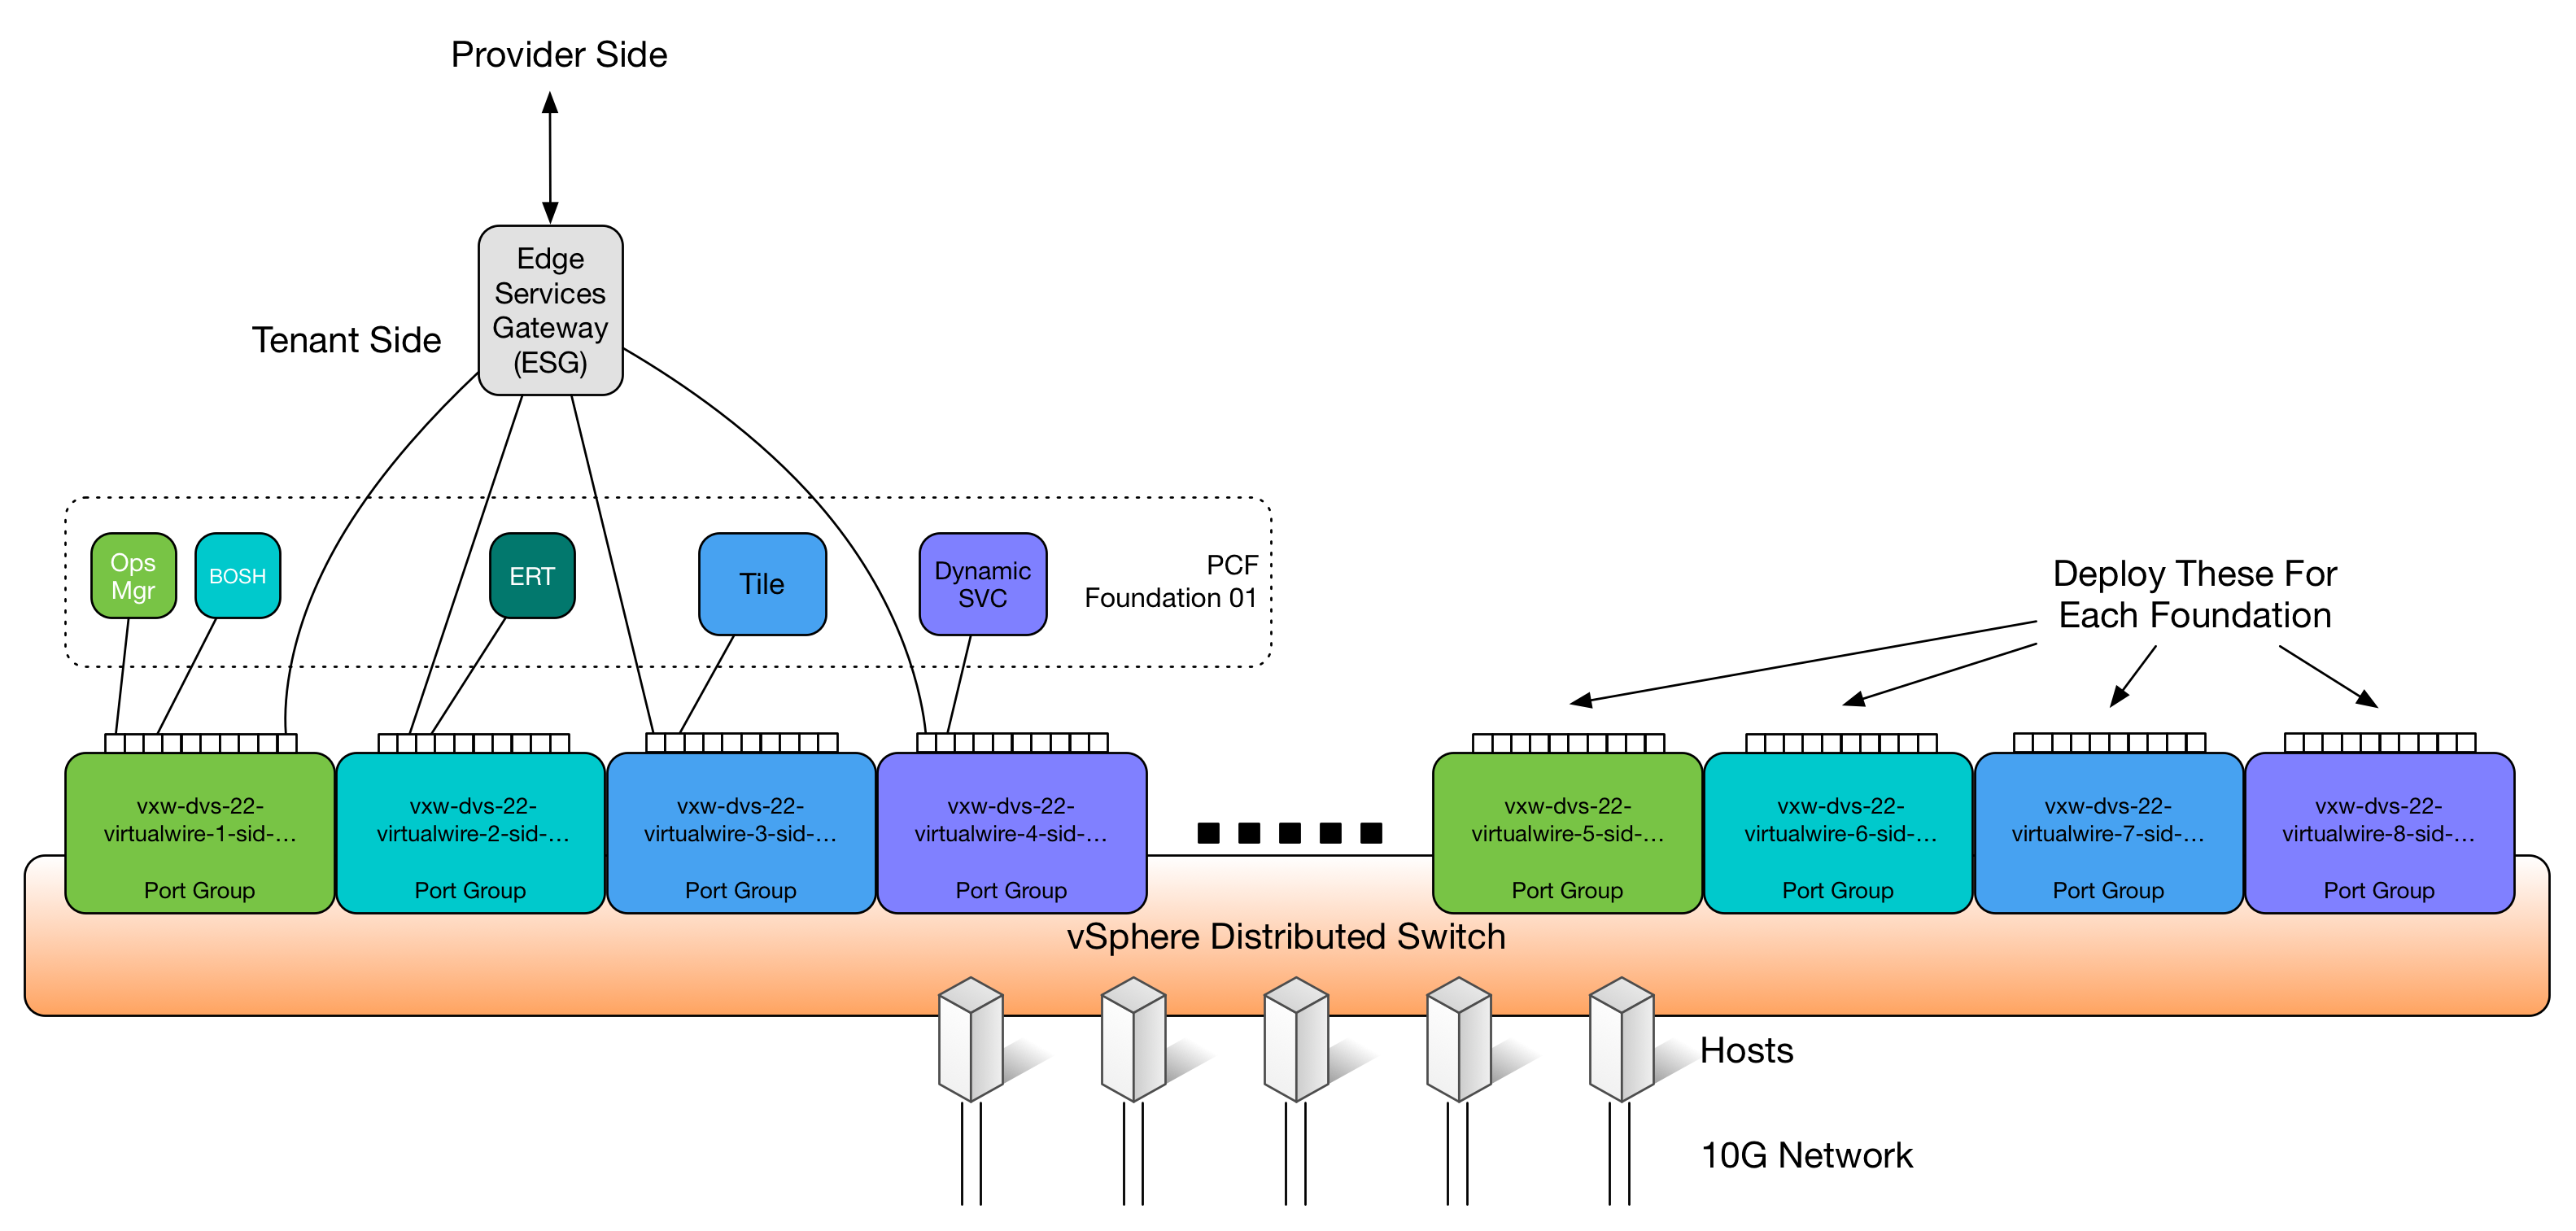 Provider Side
Edge
Services
Gateway
(ESG)
Tenant Side
Ops
Mgr
BOSH
ERT
Tile
Dynamic
SVC
PCF
Foundation 01
Deploy These For
Each Foundation
vxw-dvs-22-
virtualwire-1-sid-...
Port Group
vxw-dvs-22-
virtualwire-2-sid-...
Port Group
vxw-dvs-22-
virtualwire-3-sid-...
Port Group
vxw-dvs-22-
virtualwire-4-sid-...
Port Group
vxw-dvs-22-
virtualwire-5-sid-...
Port Group
vxw-dvs-22-
virtualwire-6-sid-...
Port Group
vxw-dvs-22-
virtualwire-7-sid-...
Port Group
vxw-dvs-22-
virtualwire-8-sid-...
Port Group
vSphere Distributed Switch
Hosts
10G Network